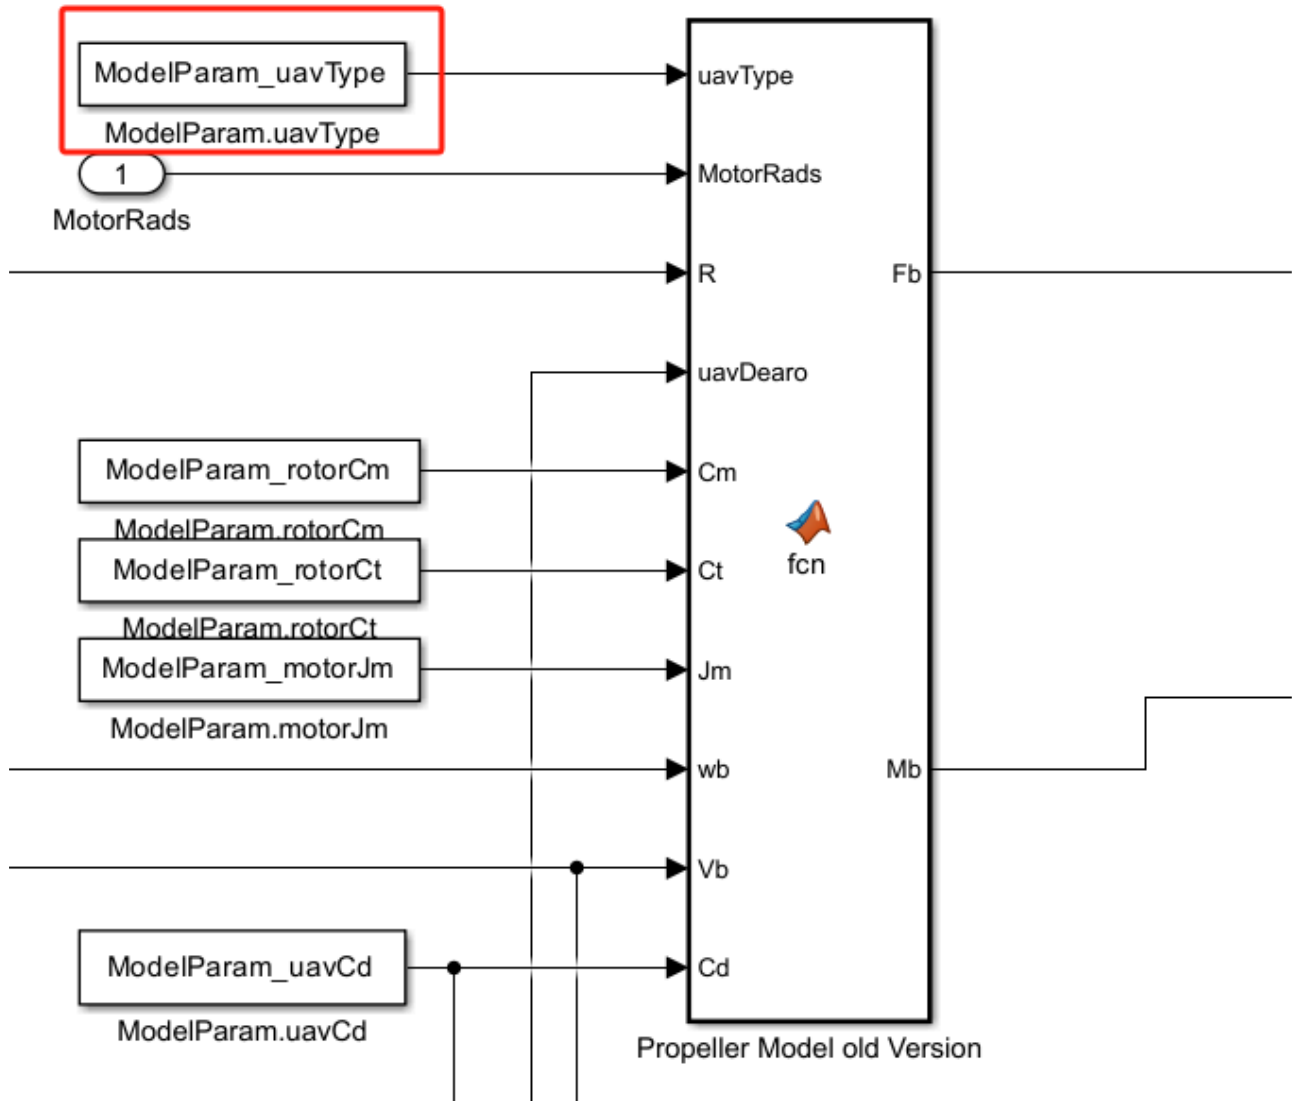 ModelParam_uavType
ModelParam.uavType
1
MotorRads
ModelParam_rotorCm
ModelParam.rotorCm
ModelParam_rotorCt
ModelParam.rotorCt
ModelParam_motorJm
ModelParam.motorJm
ModelParam_uavCd
ModelParam.uavCd
uavType
MotorRads
R
uavDearo
Cm
Ct
Jm
wb
Vb
Cd
fcn
Fb
Mb
Propeller Model old Version